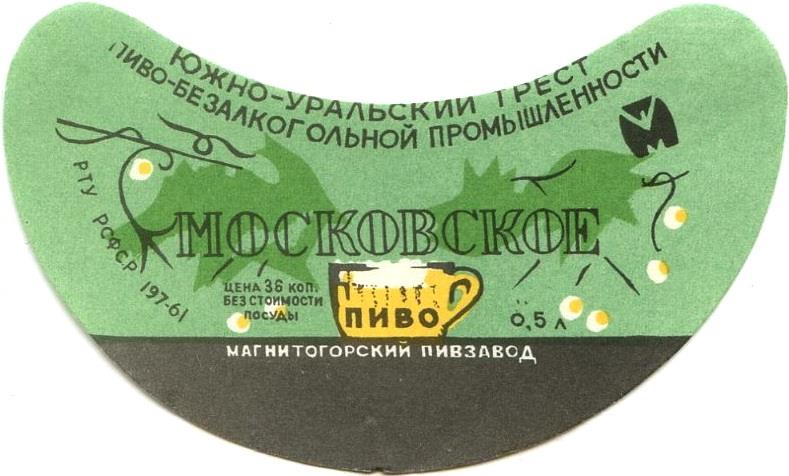 ЮЖНО-УРАЛЬСКИЙ ТРЕСТ
ПИВО-БЕЗАЛКОГОЛЬНОЙ ПРОМЫШЛЕННОСТИ
РТУ РСФСР 197-61
МОСКОВСКОЕ
ЦЕНА 36 КОП.
БЕЗ СТОИМОСТИ
ПОСУДЫ
ПИВО
0,5 Л
МАГНИТОГОРСКИЙ ПИВЗАВОД